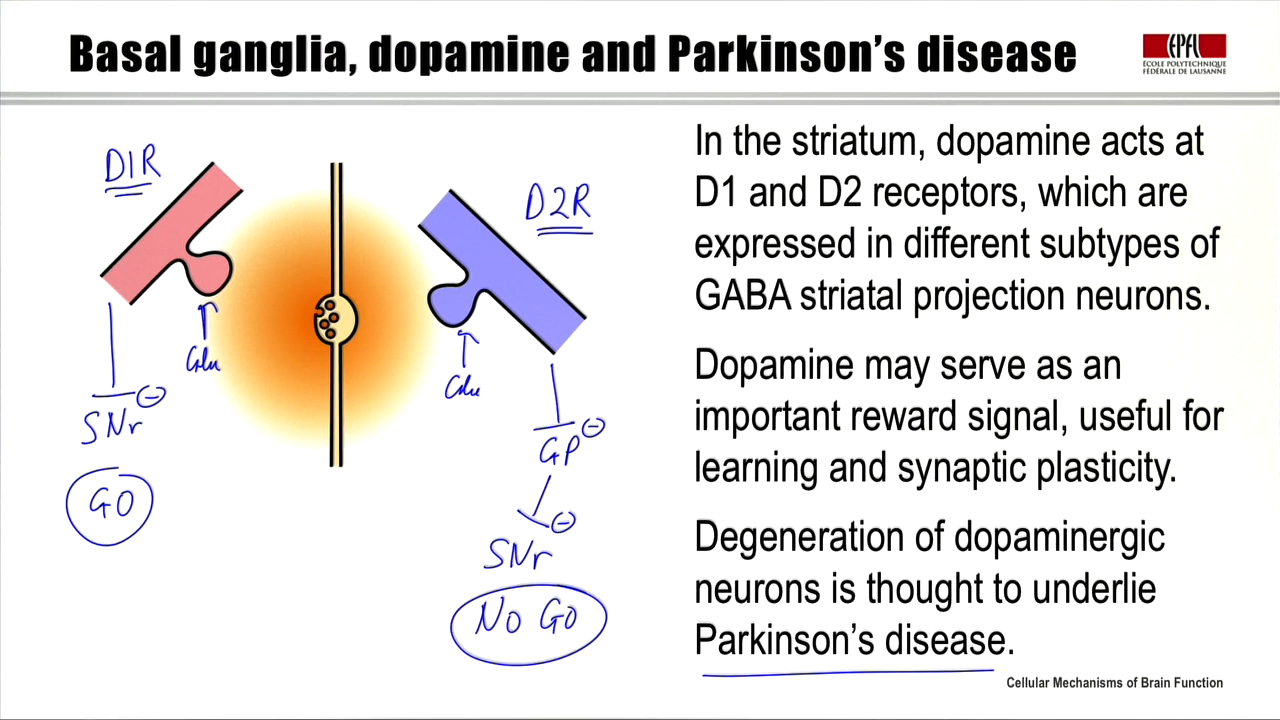 Basal ganglia, dopamine and Parkinson's disease
EPFL
ÉCOLE POLYTECHNIQUE
FÉDÉRALE DE LAUSANNE
D1R
D2R
Glu
Glu
SNr
GO
GP
SNr
NO GO
In the striatum, dopamine acts at
D1 and D2 receptors, which are
expressed in different subtypes of
GABA striatal projection neurons.
Dopamine may serve as an
important reward signal, useful for
learning and synaptic plasticity.
Degeneration of dopaminergic
neurons is thought to underlie
Parkinson's disease.
Cellular Mechanisms of Brain Function